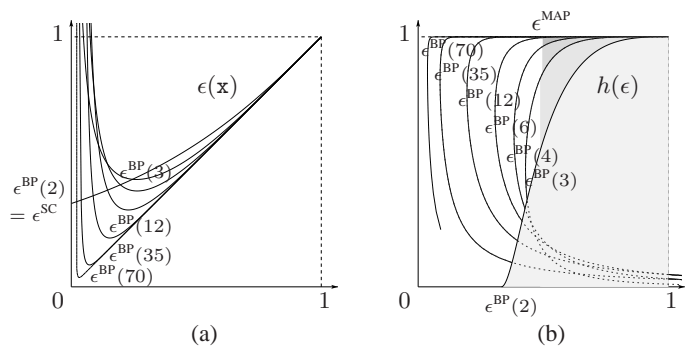 1
ϵ(x)
ϵ^BP(3)
ϵ^BP(2)
= ϵ^SC
ϵ^BP(12)
ϵ^BP(35)
ϵ^BP(70)
0
1
(a)
ϵ^MAP
1
ϵ^BP(70)
ϵ^BP(35)
h(ϵ)
ϵ^BP(12)
ϵ^BP(6)
ϵ^BP(4)
ϵ^BP(3)
0
ϵ^BP(2)
1
(b)